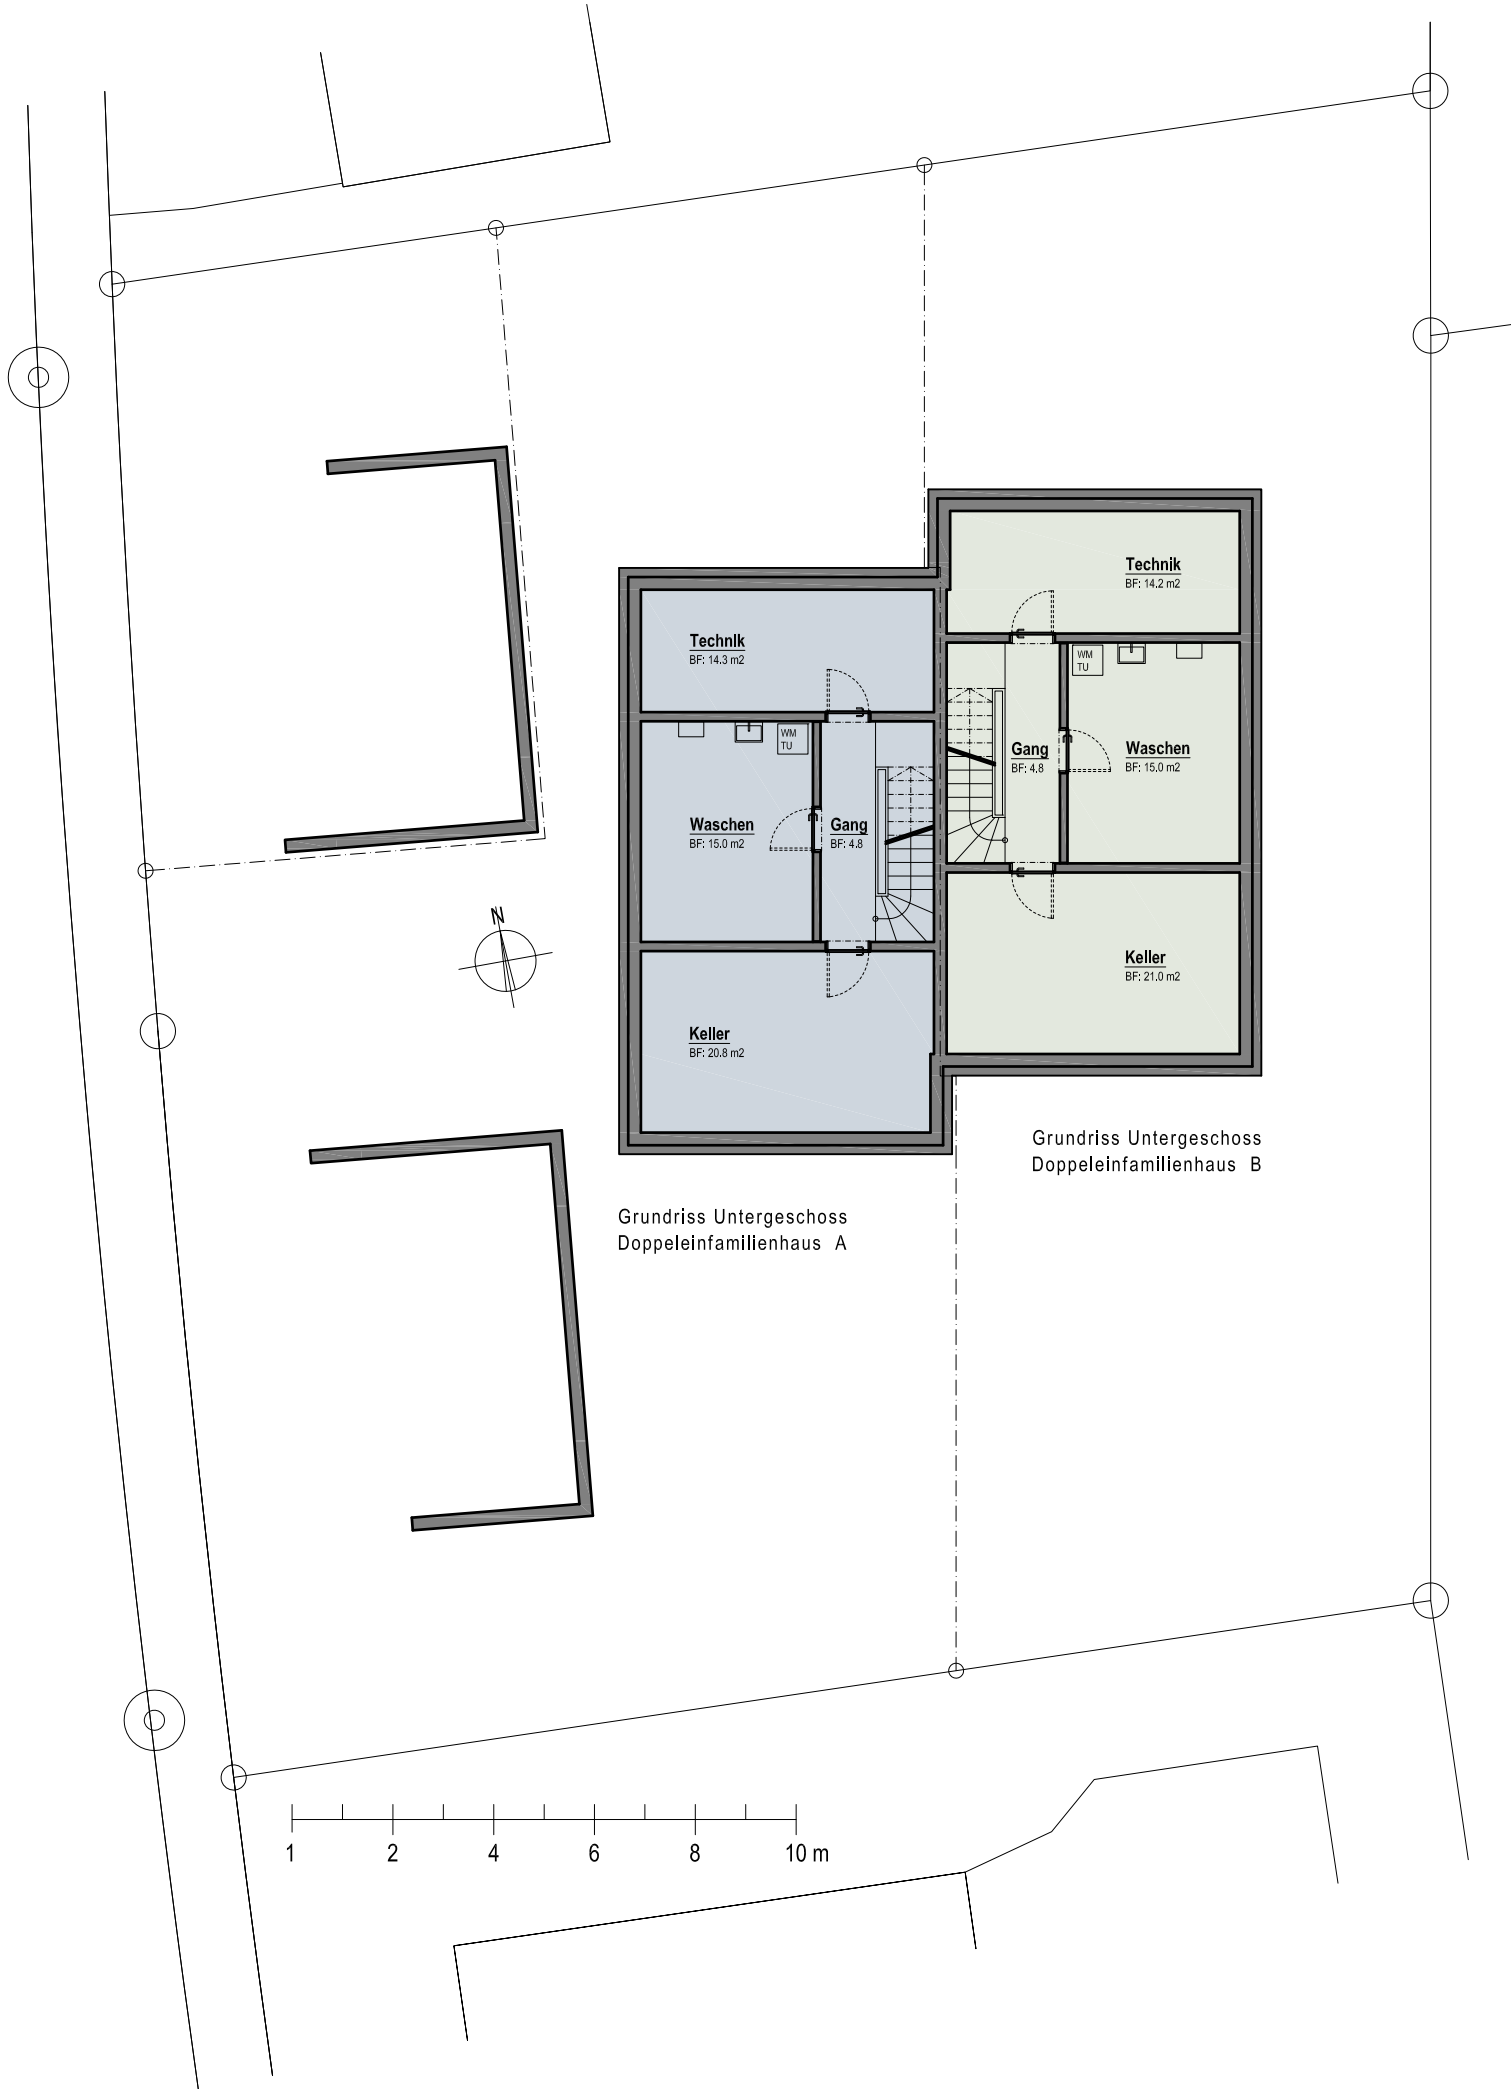 Technik
BF: 14.2 m2
WM
TU
Gang
BF: 4.8
Waschen
BF: 15.0 m2
Keller
BF: 21.0 m2
Technik
BF: 14.3 m2
WM
TU
Waschen
BF: 15.0 m2
Gang
BF: 4.8
Keller
BF: 20.8 m2
N
Grundriss Untergeschoss
Doppeleinfamilienhaus B
Grundriss Untergeschoss
Doppeleinfamilienhaus A
1 2 4 6 8 10 m